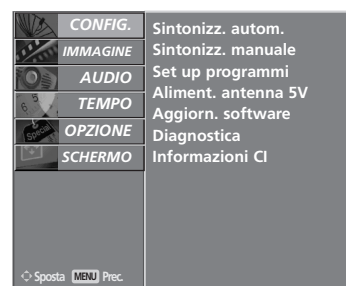 CONFIG.
IMMAGINE
AUDIO
TEMPO
OPZIONE
SCHERMO
Sintonizz. autom.
Sintonizz. manuale
Set up programmi
Aliment. antenna 5V
Aggiorn. software
Diagnostica
Informazioni CI
Special
Sposta MENU Prec.